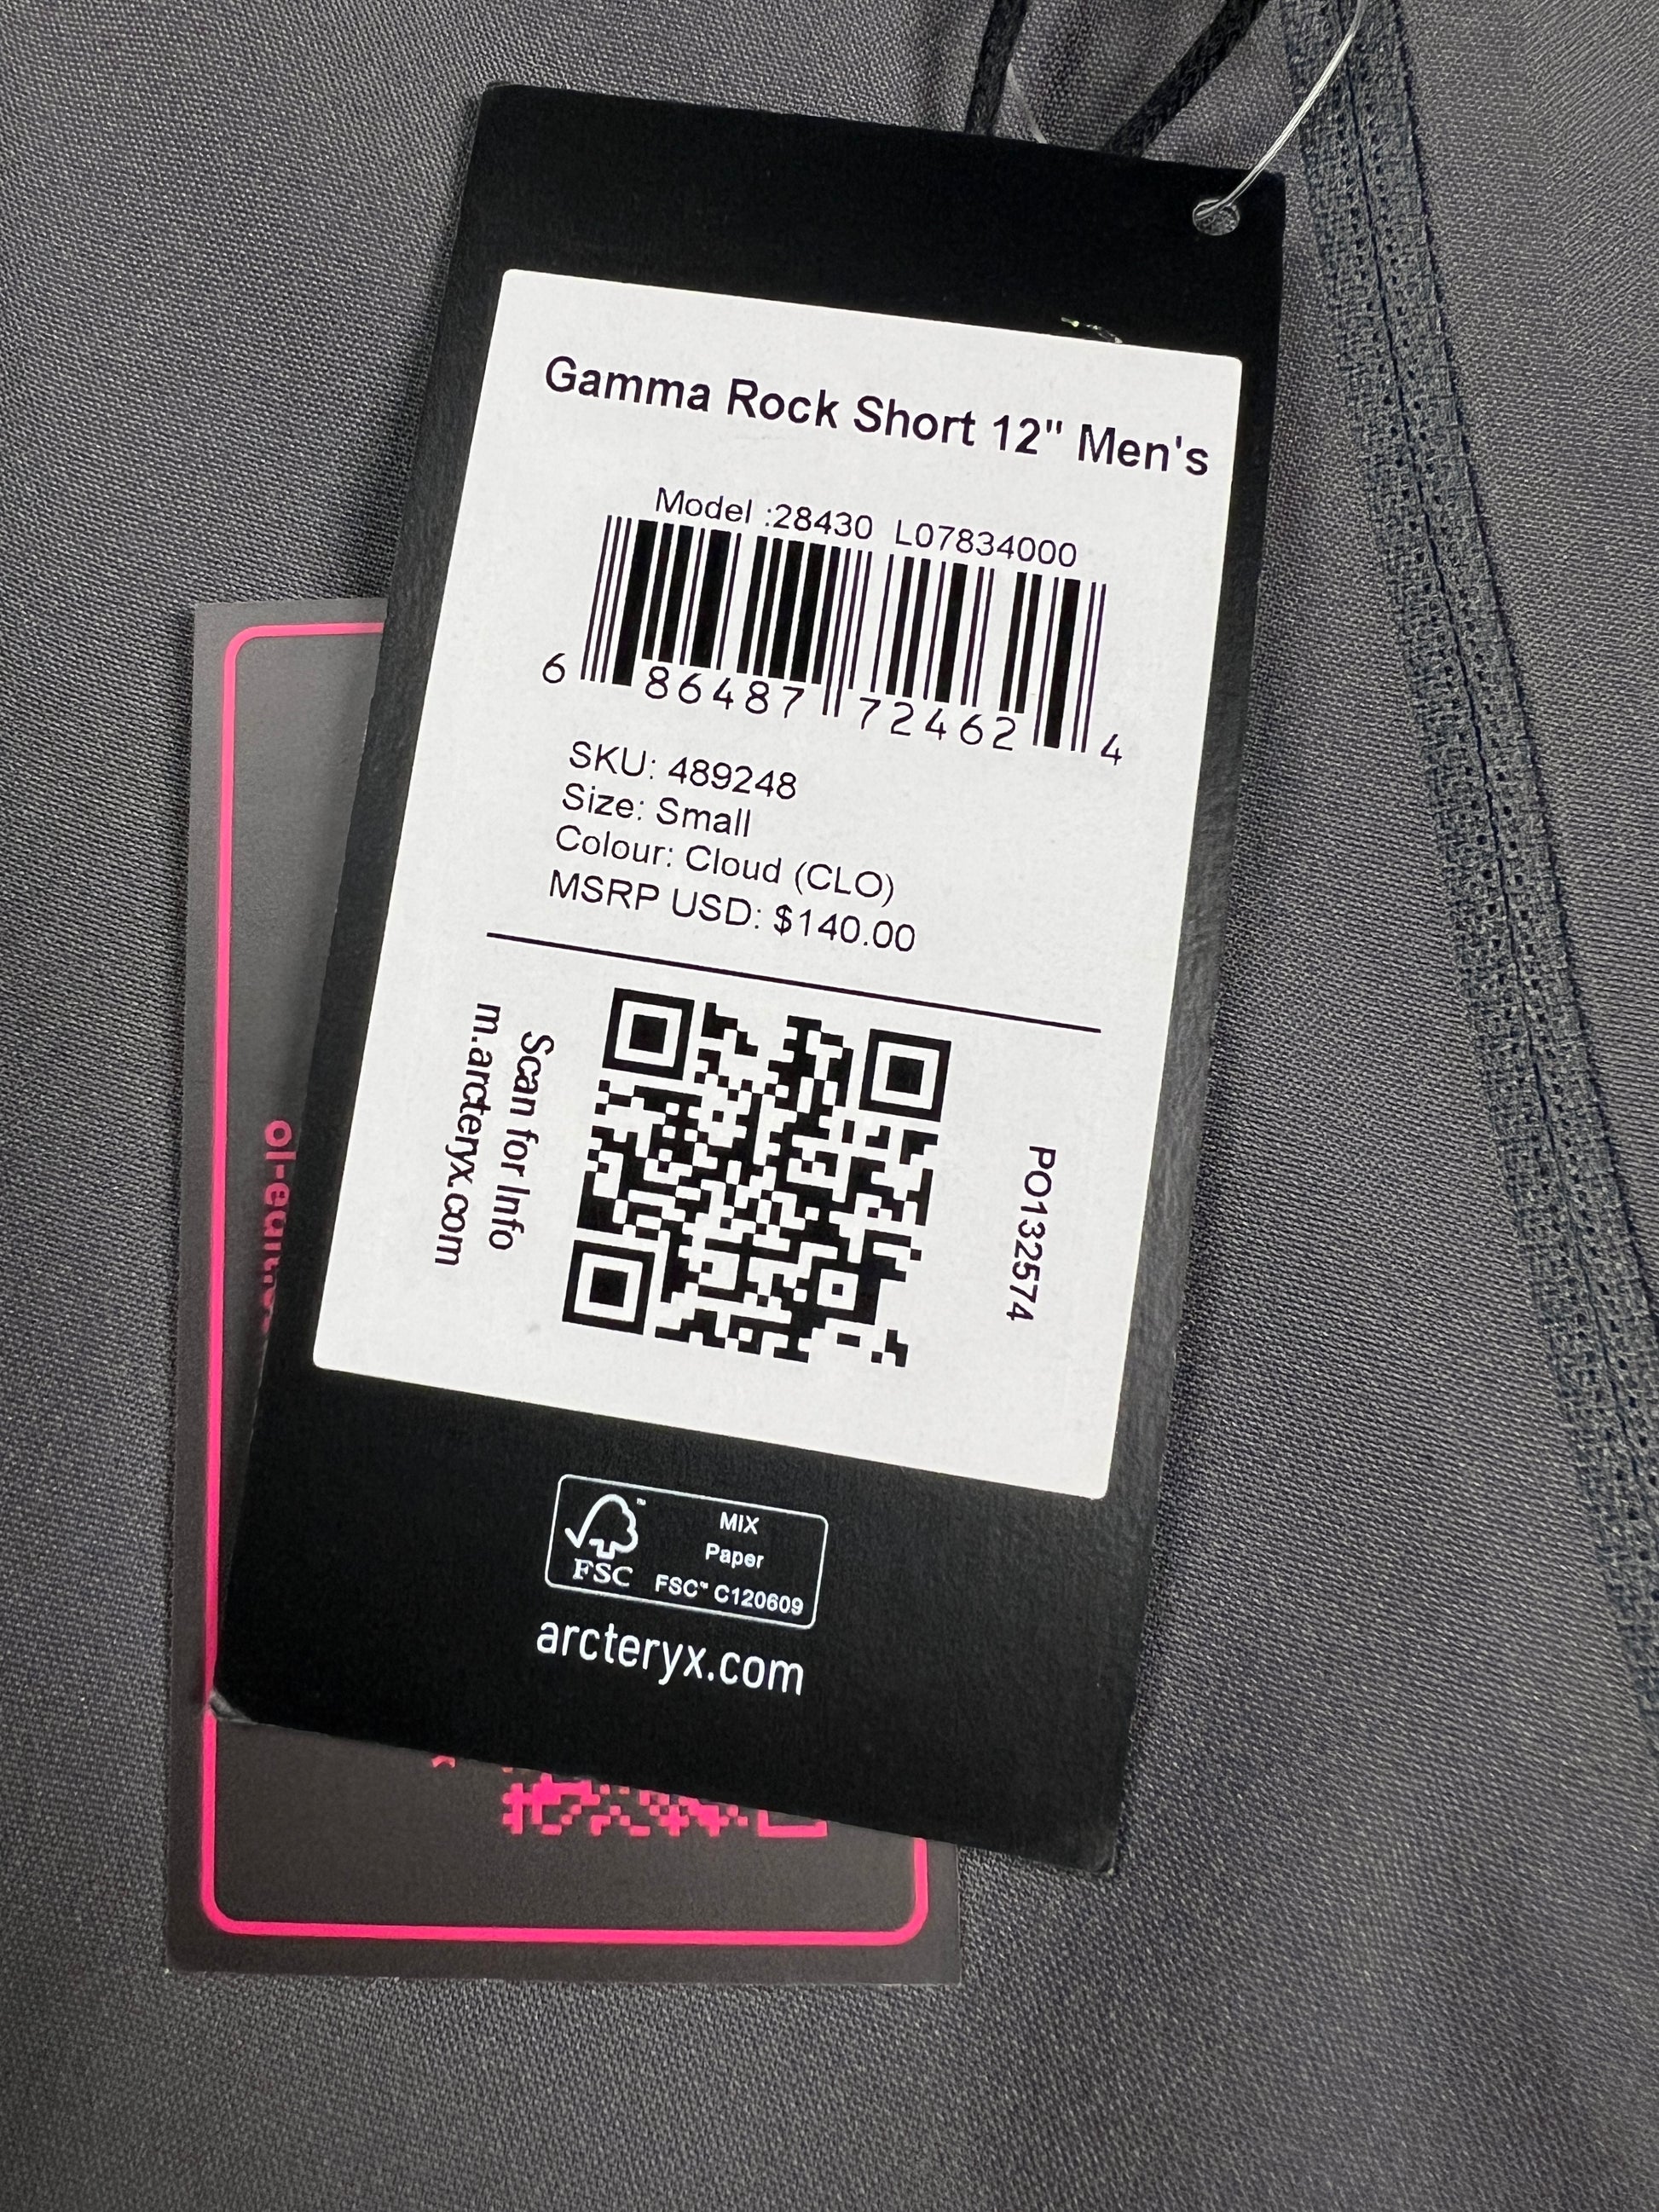 Gamma Rock Short 12" Men's
Model :28430 L07834000
6 86487 72462 4
SKU: 489248
Size: Small
Colour: Cloud (CLO)
MSRP USD: $140.00
Scan for Info
m.arcteryx.com
PO132574
FSC
MIX
Paper
FSC™ C120609
arcteryx.com